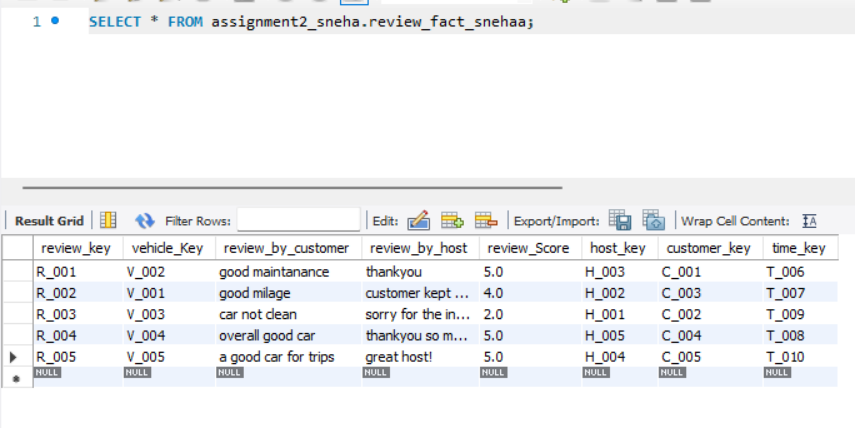 1 SELECT * FROM assignment2_sneha.review_fact_snehaa;
Result Grid Filter Rows: Edit: Export/Import: Wrap Cell Content: IA
review_key vehicle_Key review_by_customer review_by_host review_Score host_key customer_key time_key
R_001 V_002 good maintanance thankyou 5.0 H_003 C_001 T_006
R_002 V_001 good milage customer kept ... 4.0 H_002 C_003 T_007
R_003 V_003 car not clean sorry for the in... 2.0 H_001 C_002 T_009
R_004 V_004 overall good car thankyou so m... 5.0 H_005 C_004 T_008
R_005 V_005 a good car for trips great host! 5.0 H_004 C_005 T_010
NULL NULL NULL NULL NULL NULL NULL NULL